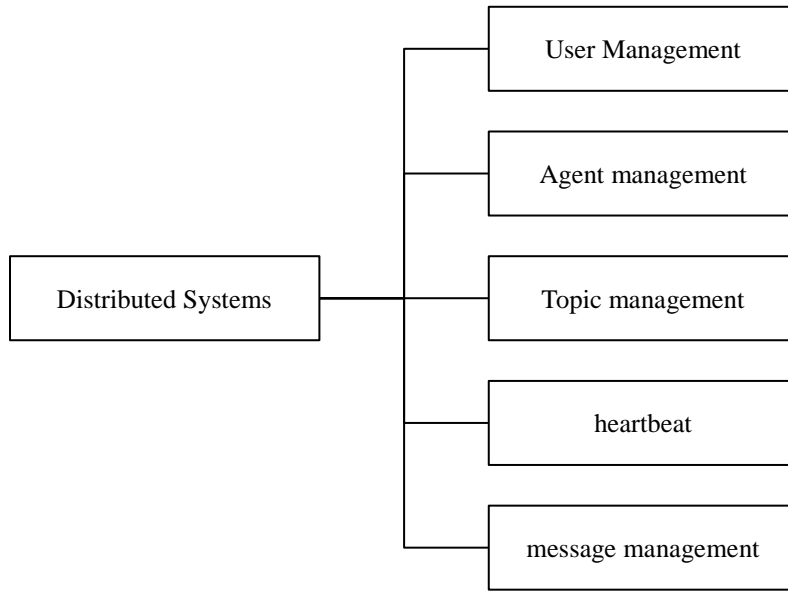 User Management
Agent management
Distributed Systems
Topic management
heartbeat
message management